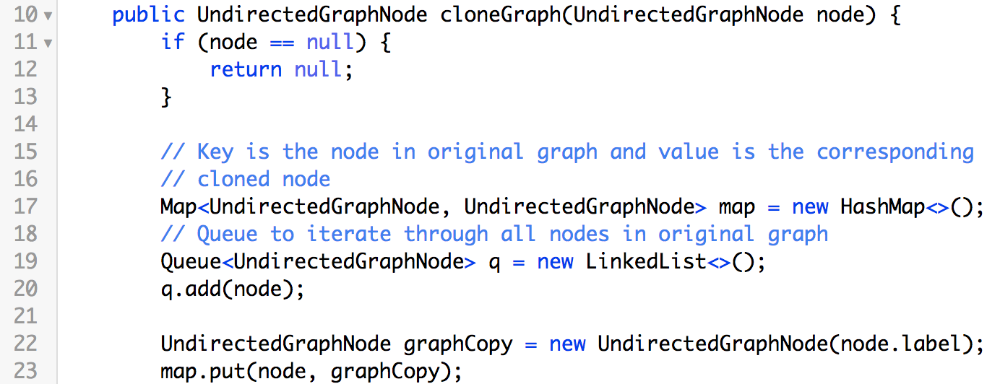 10 public UndirectedGraphNode cloneGraph(UndirectedGraphNode node) {
11 if (node == null) {
12 return null;
13 }
14
15 // Key is the node in original graph and value is the corresponding
16 // cloned node
17 Map<UndirectedGraphNode, UndirectedGraphNode> map = new HashMap<>();
18 // Queue to iterate through all nodes in original graph
19 Queue<UndirectedGraphNode> q = new LinkedList<>();
20 q.add(node);
21
22 UndirectedGraphNode graphCopy = new UndirectedGraphNode(node.label);
23 map.put(node, graphCopy);